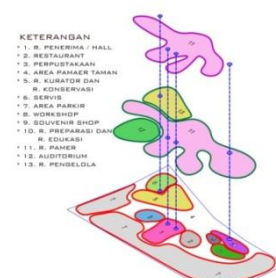 KETERANGAN
* 1. R. PENERIMA / HALL
* 2. RESTAURANT
* 3. PERPUSTAKAAN
* 4. AREA PAMAER TAMAN
* 5. R. KURATOR DAN
R. KONSERVASI
* 6. SERVIS
* 7. AREA PARKIR
* 8. WORKSHOP
* 9. SOUVENIR SHOP
* 10. R. PREPARASI DAN
R. EDUKASI
* 11. R. PAMER
* 12. AUDITORIUM
* 13. R. PENGELOLA